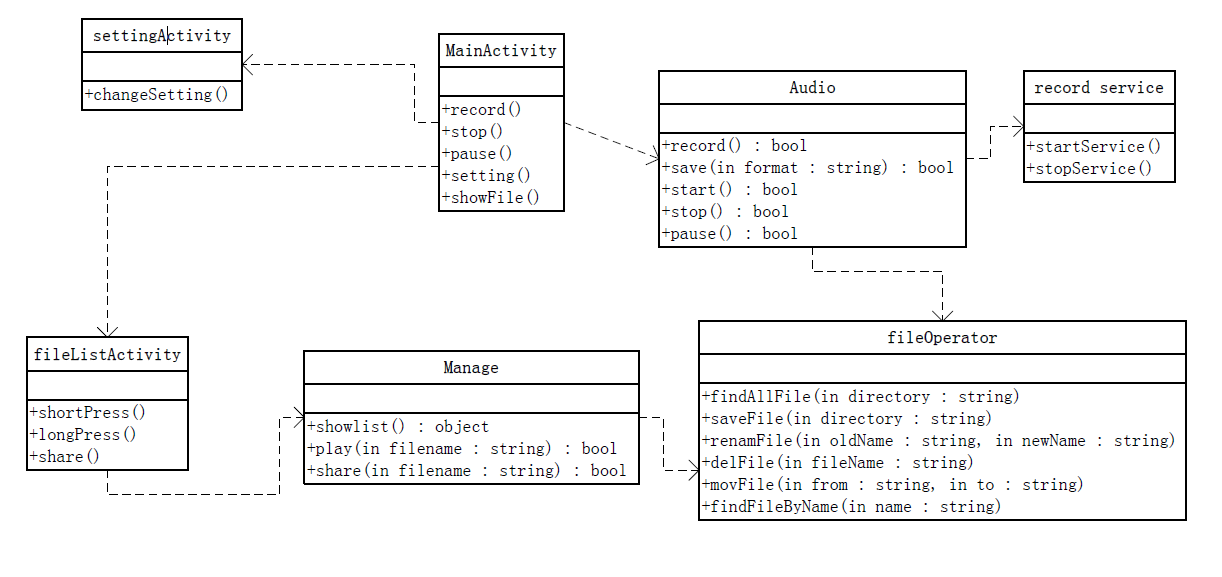 settingActivity
+changeSetting()
MainActivity
+record()
+stop()
+pause()
+setting()
+showFile()
Audio
+record() : bool
+save(in format : string) : bool
+start() : bool
+stop() : bool
+pause() : bool
record service
+startService()
+stopService()
fileListActivity
+shortPress()
+longPress()
+share()
Manage
+showlist() : object
+play(in filename : string) : bool
+share(in filename : string) : bool
fileOperator
+findAllFile(in directory : string)
+saveFile(in directory : string)
+renamFile(in oldName : string, in newName : string)
+delFile(in fileName : string)
+movFile(in from : string, in to : string)
+findFileByName(in name : string)